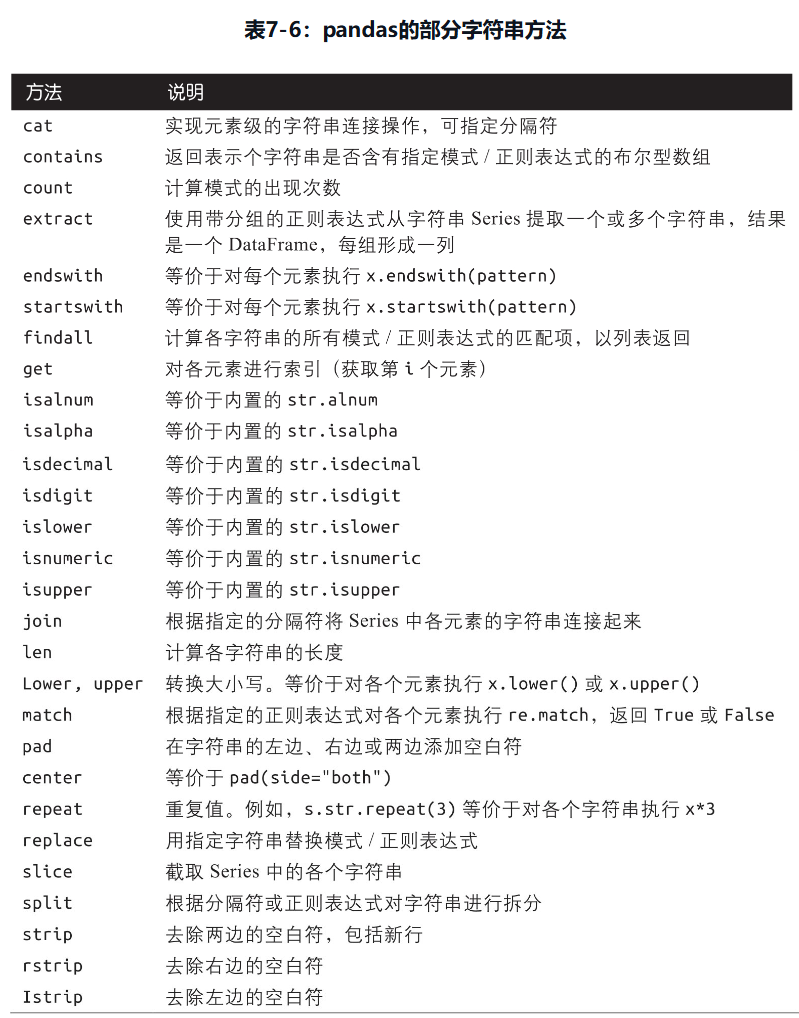 表7-6：pandas的部分字符串方法
方法 说明
cat 实现元素级的字符串连接操作，可指定分隔符
contains 返回表示个字符串是否含有指定模式 / 正则表达式的布尔型数组
count 计算模式的出现次数
extract 使用带分组的正则表达式从字符串 Series 提取一个或多个字符串，结果
是一个 DataFrame，每组形成一列
endswith 等价于对每个元素执行 x.endswith(pattern)
startswith 等价于对每个元素执行 x.startswith(pattern)
findall 计算各字符串的所有模式 / 正则表达式的匹配项，以列表返回
get 对各元素进行索引（获取第 i 个元素）
isalnum 等价于内置的 str.alnum
isalpha 等价于内置的 str.isalpha
isdecimal 等价于内置的 str.isdecimal
isdigit 等价于内置的 str.isdigit
islower 等价于内置的 str.islower
isnumeric 等价于内置的 str.isnumeric
isupper 等价于内置的 str.isupper
join 根据指定的分隔符将 Series 中各元素的字符串连接起来
len 计算各字符串的长度
Lower, upper 转换大小写。等价于对各个元素执行 x.lower() 或 x.upper()
match 根据指定的正则表达式对各个元素执行 re.match，返回 True 或 False
pad 在字符串的左边、右边或两边添加空白符
center 等价于 pad(side="both")
repeat 重复值。例如，s.str.repeat(3) 等价于对各个字符串执行 x*3
replace 用指定字符串替换模式 / 正则表达式
slice 截取 Series 中的各个字符串
split 根据分隔符或正则表达式对字符串进行拆分
strip 去除两边的空白符，包括新行
rstrip 去除右边的空白符
Istrip 去除左边的空白符